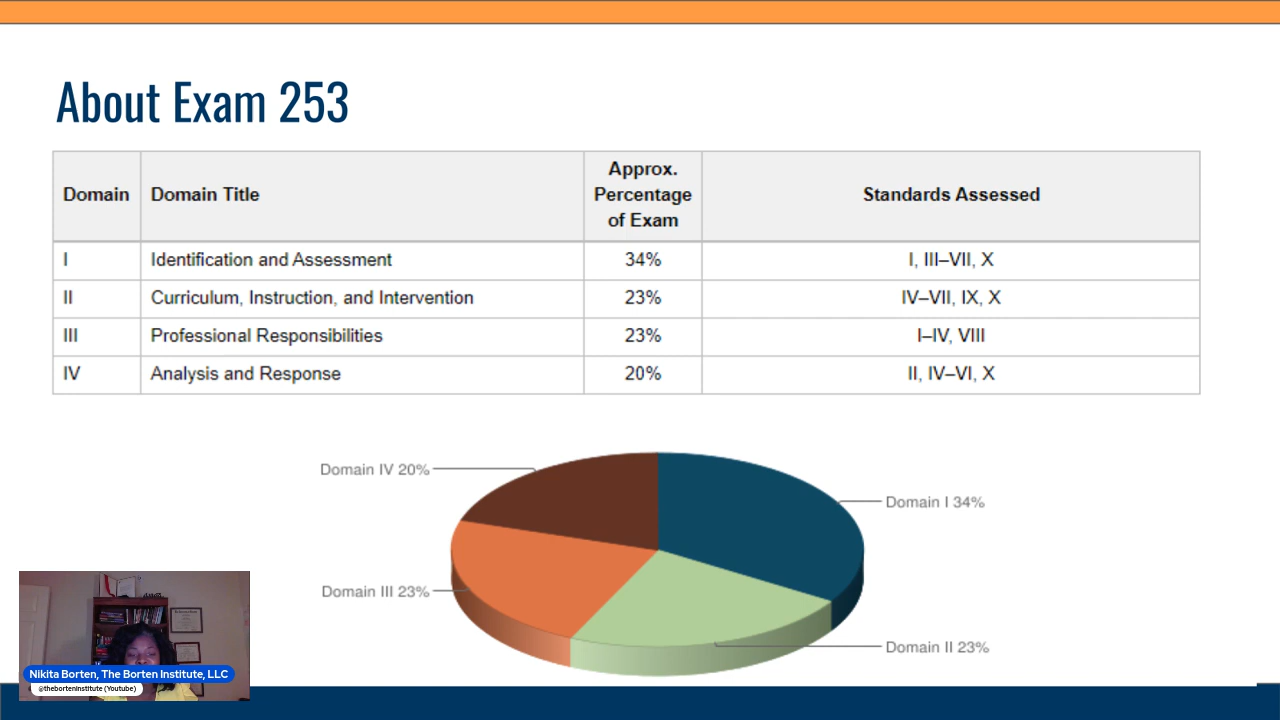 About Exam 253
Domain Domain Title Approx. Percentage of Exam Standards Assessed
I Identification and Assessment 34% I, III–VII, X
II Curriculum, Instruction, and Intervention 23% IV–VII, IX, X
III Professional Responsibilities 23% I–IV, VIII
IV Analysis and Response 20% II, IV–VI, X
Domain IV 20%
Domain I 34%
Domain III 23%
Domain II 23%
Nikita Borten, The Borten Institute, LLC
@theborteninstitute (Youtube)